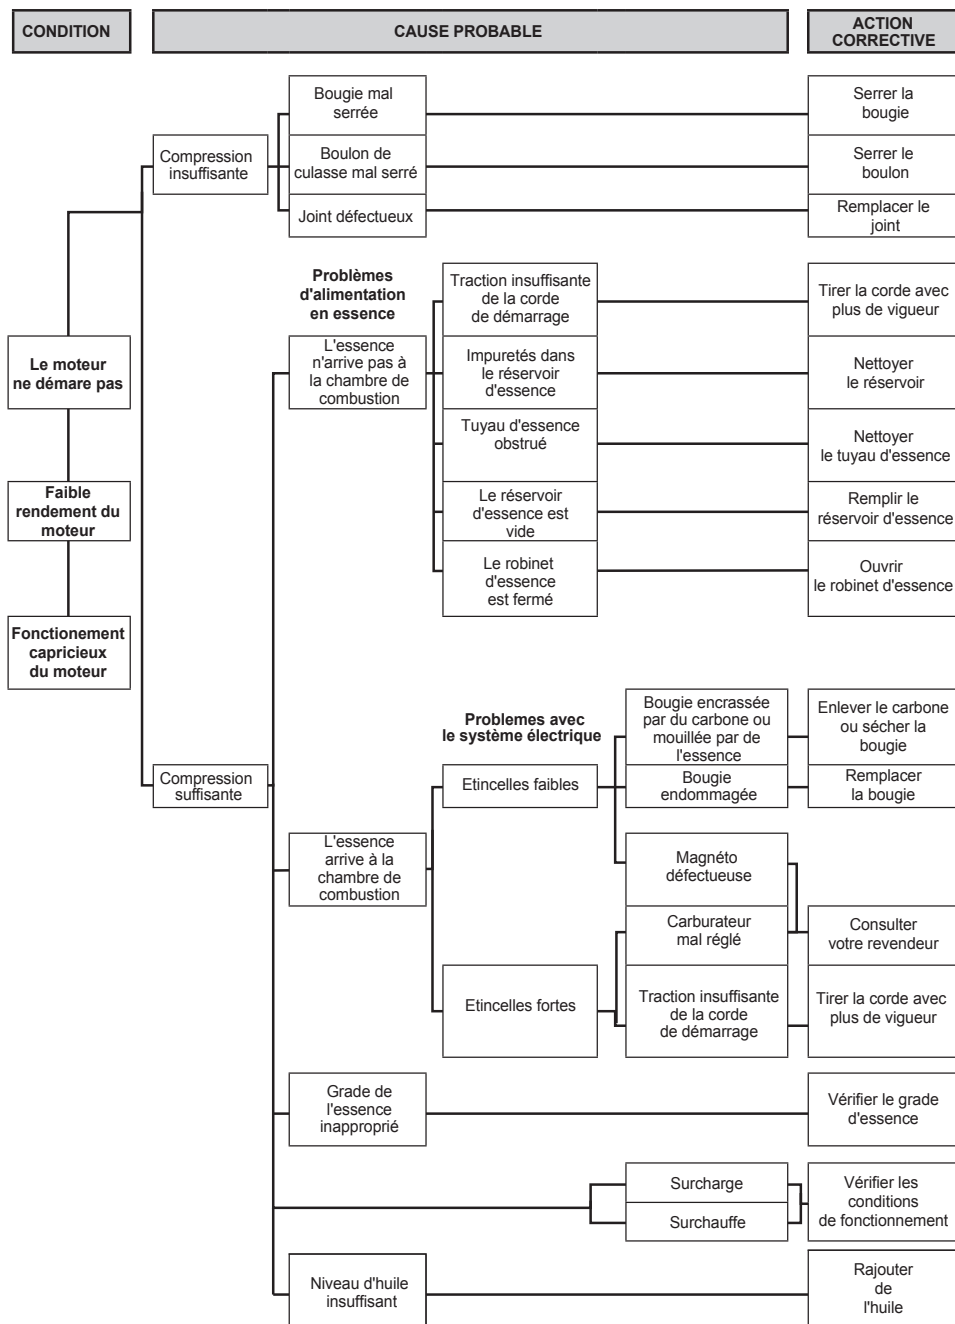 CONDITION
CAUSE PROBABLE
ACTION
CORRECTIVE
Bougie mal
serrée
Serrer la
bougie
Compression
insuffisante
Boulon de
culasse mal serré
Serrer le
boulon
Joint défectueux
Remplacer le
joint
Problèmes
d'alimentation
en essence
Traction insuffisante
de la corde
de démarrage
Tirer la corde avec
plus de vigueur
Le moteur
ne démare pas
L'essence
n'arrive pas à
la chambre de
combustion
Impuretés dans
le réservoir
d'essence
Nettoyer
le réservoir
Tuyau d'essence
obstrué
Nettoyer
le tuyau d'essence
Faible
rendement du
moteur
Le réservoir
d'essence est
vide
Remplir le
réservoir d'essence
Le robinet
d'essence
est fermé
Ouvrir
le robinet d'essence
Fonctionement
capricieux
du moteur
Problemes avec
le système électrique
Bougie encrassée
par du carbone ou
mouillée par de
l'essence
Enlever le carbone
ou sécher la
bougie
Compression
suffisante
Etincelles faibles
Bougie
endommagée
Remplacer
la bougie
L'essence
arrive à la
chambre de
combustion
Magnéto
défectueuse
Carburateur
mal réglé
Consulter
votre revendeur
Etincelles fortes
Traction insuffisante
de la corde
de démarrage
Tirer la corde avec
plus de vigueur
Grade de
l'essence
inapproprié
Vérifier le grade
d'essence
Surcharge
Surchauffe
Vérifier les
conditions
de fonctionnement
Niveau d'huile
insuffisant
Rajouter
de
l'huile